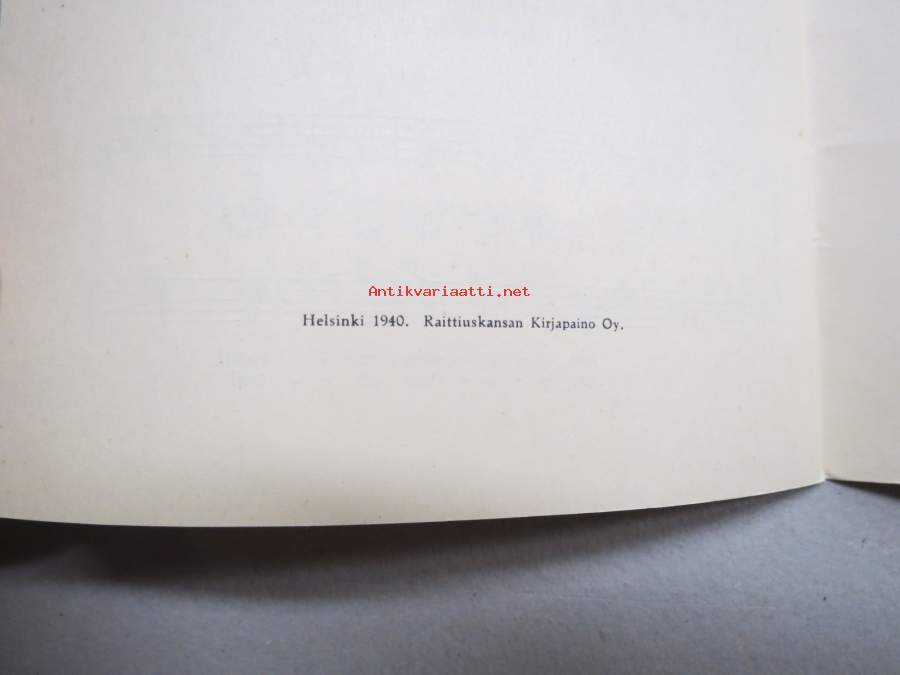 Antikvariaatti.net
Helsinki 1940. Raittiuskansan Kirjapaino Oy.